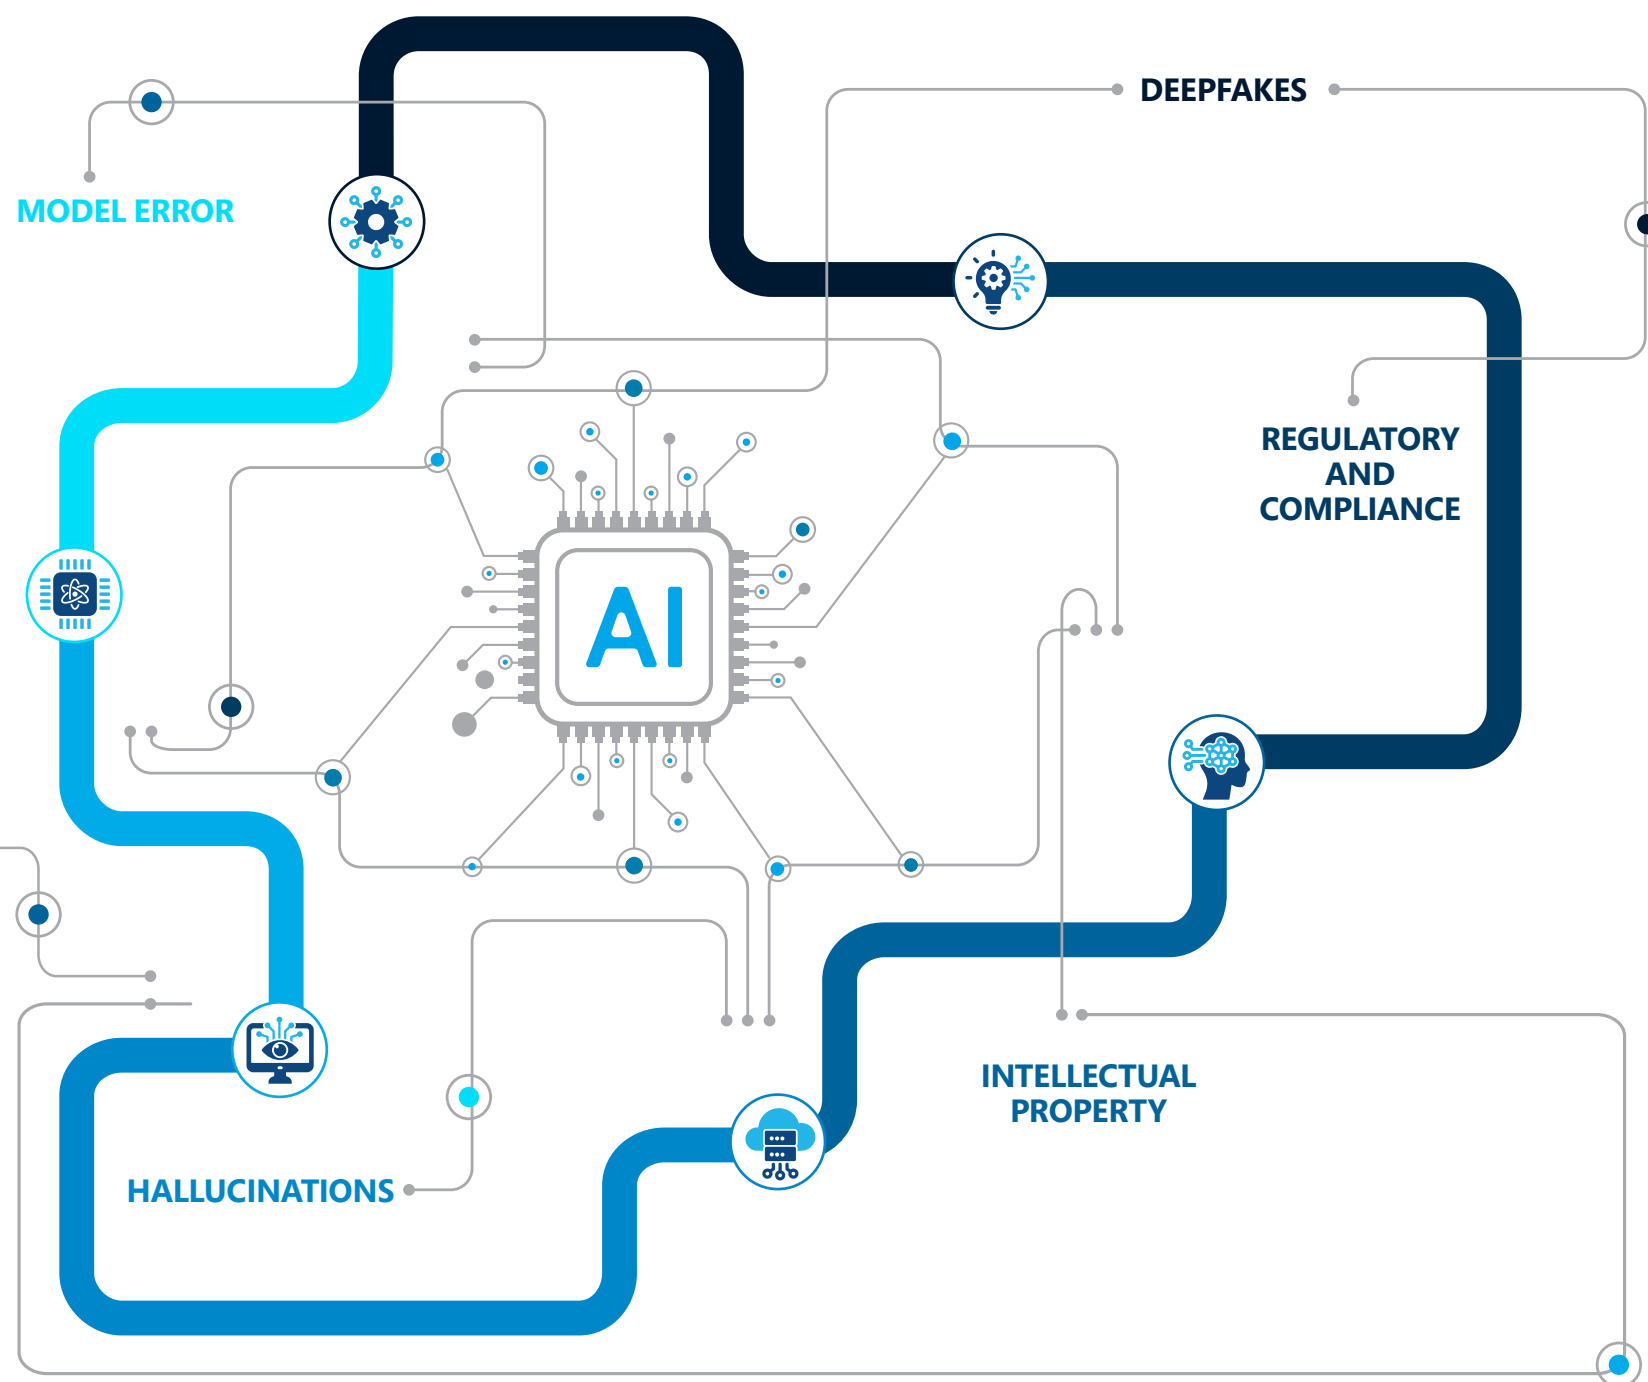 DEEPFAKES
MODEL ERROR
REGULATORY
AND
COMPLIANCE
AI
INTELLECTUAL
PROPERTY
HALLUCINATIONS